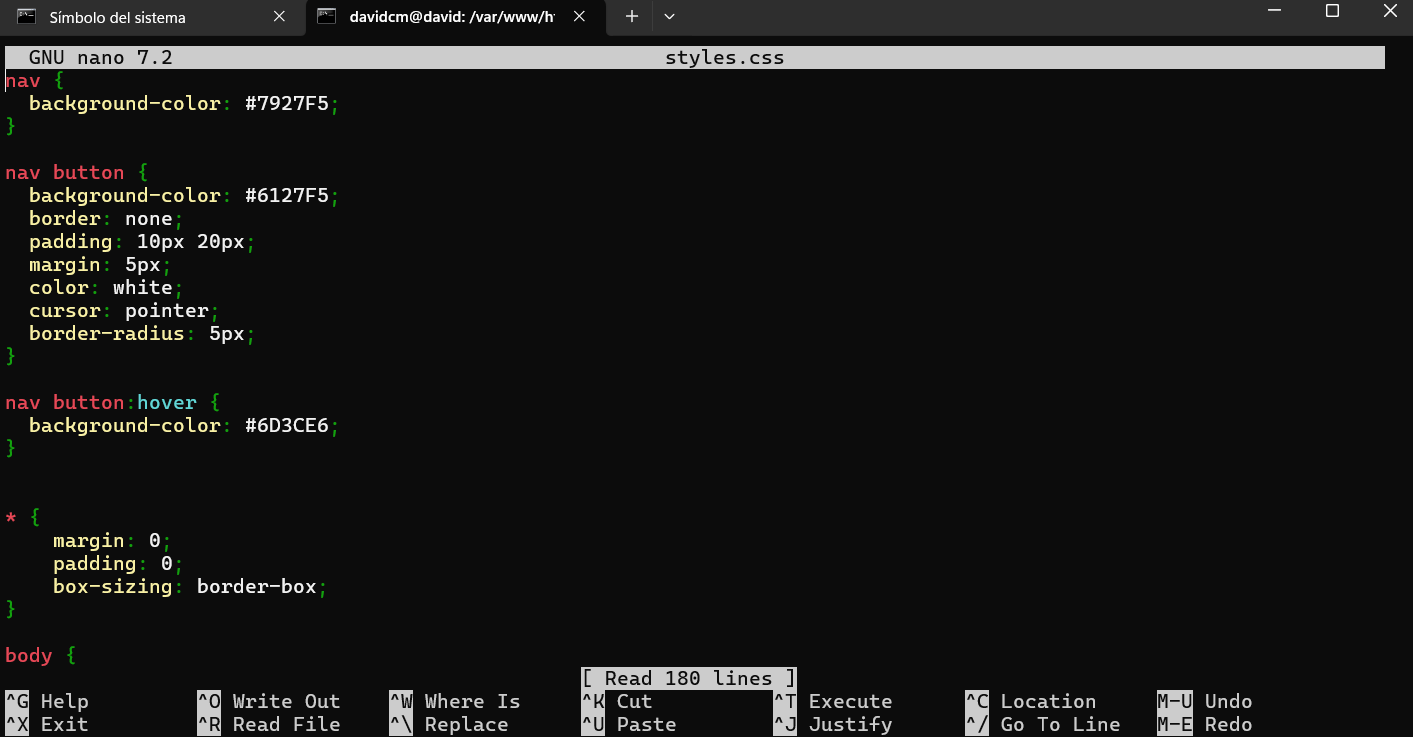 Símbolo del sistema
davidcm@david: /var/www/h
GNU nano 7.2 styles.css
nav {
  background-color: #7927F5;
}

nav button {
  background-color: #6127F5;
  border: none;
  padding: 10px 20px;
  margin: 5px;
  color: white;
  cursor: pointer;
  border-radius: 5px;
}

nav button:hover {
  background-color: #6D3CE6;
}


* {
    margin: 0;
    padding: 0;
    box-sizing: border-box;
}

body {
[ Read 180 lines ]
^G Help ^O Write Out ^W Where Is ^K Cut ^T Execute ^C Location M-U Undo
^X Exit ^R Read File ^\ Replace ^U Paste ^J Justify ^/ Go To Line M-E Redo